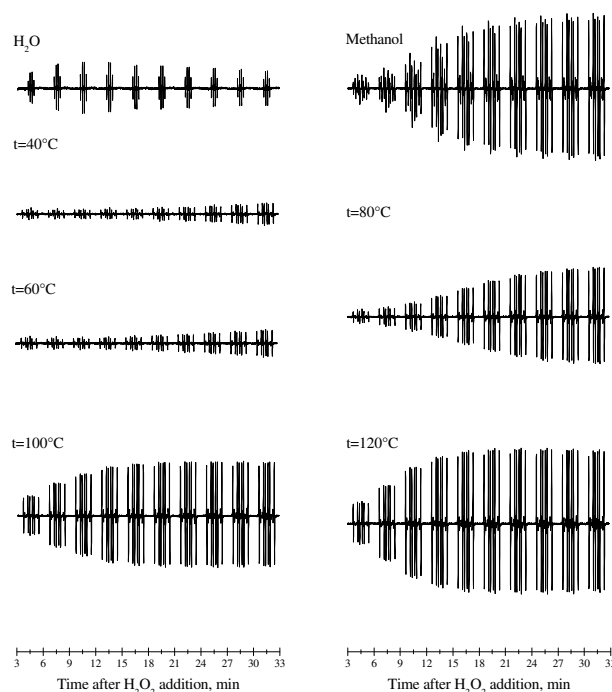 H₂O
Methanol
t=40°C
t=80°C
t=60°C
t=100°C
t=120°C
3 6 9 12 15 18 21 24 27 30 33
3 6 9 12 15 18 21 24 27 30 33
Time after H₂O₂ addition, min
Time after H₂O₂ addition, min